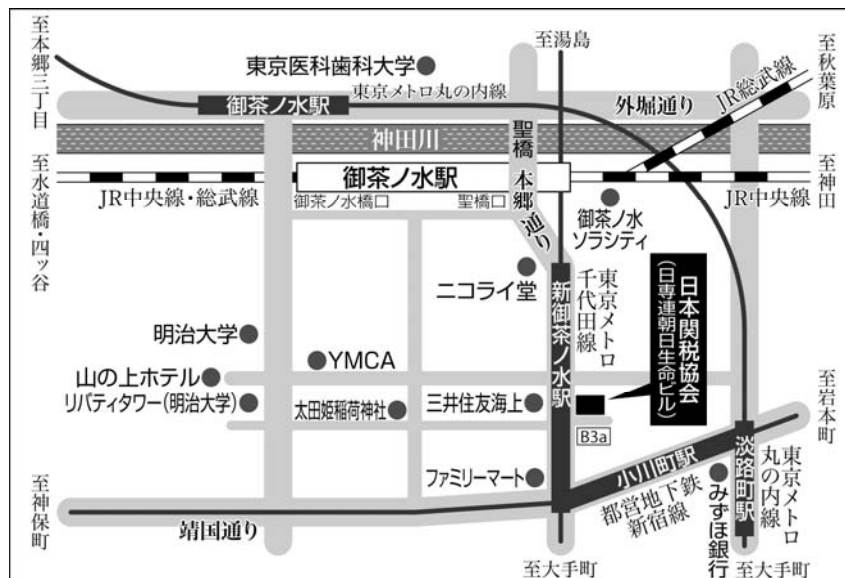 至本郷三丁目
至湯島
至秋葉原
東京医科歯科大学
東京メトロ丸の内線
JR総武線
御茶ノ水駅
外堀通り
聖橋
神田川
至水道橋・四ツ谷
御茶ノ水駅
至神田
JR中央線・総武線
御茶ノ水橋口
聖橋口
本郷通り
御茶ノ水
ソラシティ
JR中央線
ニコライ堂
新御茶ノ水駅
東京メトロ
千代田線
日本関税協会
(日専連朝日生命ビル)
明治大学
YMCA
山の上ホテル
リバティタワー(明治大学)
太田姫稲荷神社
三井住友海上
B3a
至岩本町
ファミリーマート
小川町駅
淡路町駅
東京メトロ
丸の内線
都営地下鉄
新宿線
みずほ銀行
至神保町
靖国通り
至大手町
至大手町